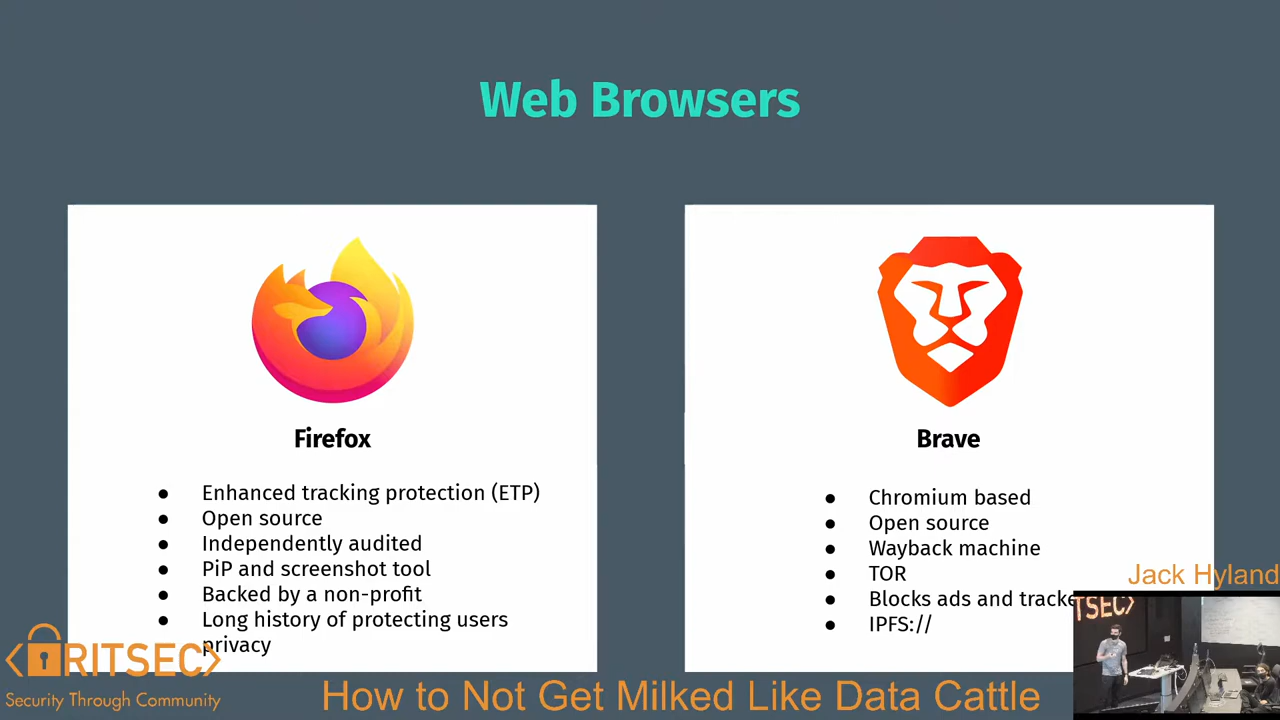 Web Browsers
Firefox
● Enhanced tracking protection (ETP)
● Open source
● Independently audited
● PiP and screenshot tool
● Backed by a non-profit
● Long history of protecting users
privacy
Brave
● Chromium based
● Open source
● Wayback machine
● TOR
● Blocks ads and tracke
● IPFS://
Jack Hyland
TSEC>
<RITSEC>
Security Through Community
How to Not Get Milked Like Data Cattle